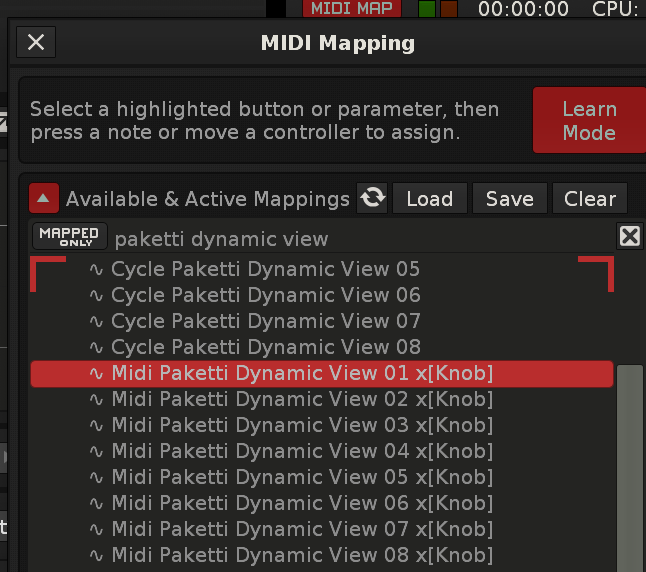 MIDI MAP 00:00:00 CPU:
MIDI Mapping
Select a highlighted button or parameter, then
press a note or move a controller to assign.
Learn
Mode
Available & Active Mappings Load Save Clear
MAPPED
ONLY
paketti dynamic view
∿ Cycle Paketti Dynamic View 05
∿ Cycle Paketti Dynamic View 06
∿ Cycle Paketti Dynamic View 07
∿ Cycle Paketti Dynamic View 08
∿ Midi Paketti Dynamic View 01 x[Knob]
∿ Midi Paketti Dynamic View 02 x[Knob]
∿ Midi Paketti Dynamic View 03 x[Knob]
∿ Midi Paketti Dynamic View 04 x[Knob]
∿ Midi Paketti Dynamic View 05 x[Knob]
∿ Midi Paketti Dynamic View 06 x[Knob]
∿ Midi Paketti Dynamic View 07 x[Knob]
∿ Midi Paketti Dynamic View 08 x[Knob]
t